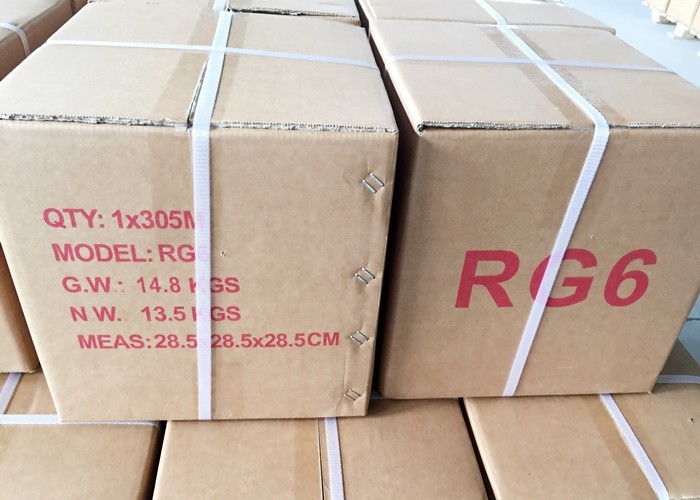 QTY: 1x305M
MODEL: RG6
G.W.: 14.8 KGS
N W. 13.5 KGS
MEAS: 28.5x28.5x28.5CM
RG6